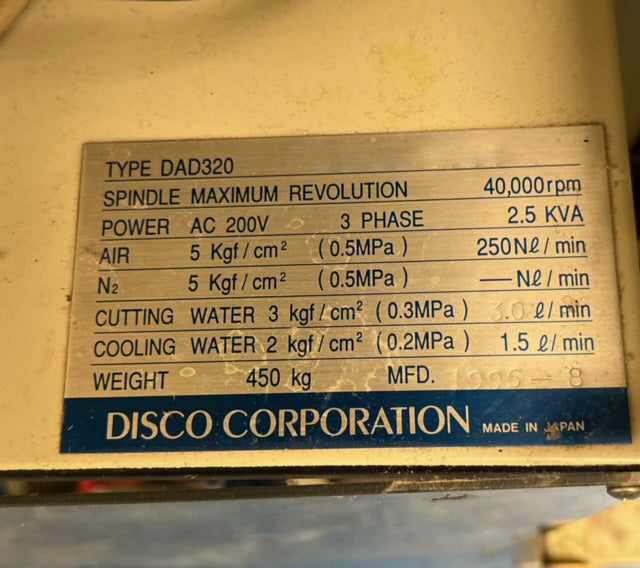 TYPE DAD320
SPINDLE MAXIMUM REVOLUTION 40,000rpm
POWER AC 200V 3 PHASE 2.5 KVA
AIR 5 Kgf/cm² (0.5MPa) 250Nℓ/min
N₂ 5 Kgf/cm² (0.5MPa) —Nℓ/min
CUTTING WATER 3 kgf/cm² (0.3MPa) 3.0 ℓ/min
COOLING WATER 2 kgf/cm² (0.2MPa) 1.5 ℓ/min
WEIGHT 450 kg MFD. 1996-8
DISCO CORPORATION MADE IN JAPAN